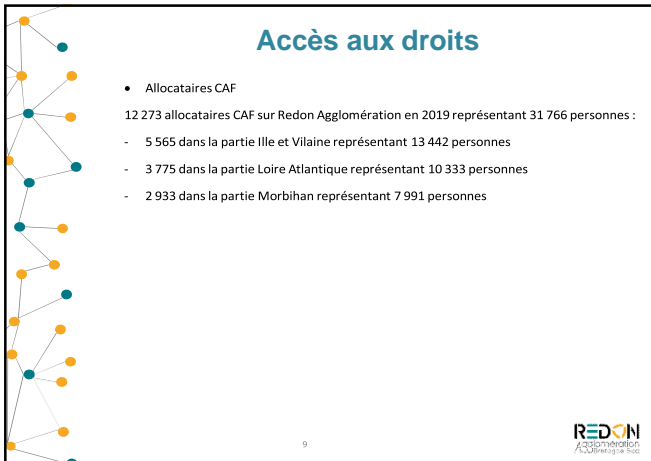 Accès aux droits
• Allocataires CAF
12 273 allocataires CAF sur Redon Agglomération en 2019 représentant 31 766 personnes :
- 5 565 dans la partie Ille et Vilaine représentant 13 442 personnes
- 3 775 dans la partie Loire Atlantique représentant 10 333 personnes
- 2 933 dans la partie Morbihan représentant 7 991 personnes
9
REDON
Agglomération
Bretagne Sud